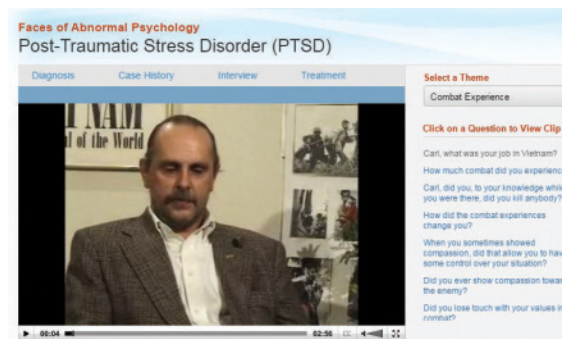 Faces of Abnormal Psychology
Post-Traumatic Stress Disorder (PTSD)
Diagnosis Case History Interview Treatment
NAM
l of the World
00:04 02:56 CC
Select a Theme
Combat Experience
Click on a Question to View Clip
Carl, what was your job in Vietnam?
How much combat did you experienc
Carl, did you, to your knowledge while
you were there, did you kill anybody?
How did the combat experiences
change you?
When you sometimes showed
compassion, did that allow you to hav
some control over your situation?
Did you ever show compassion towar
the enemy?
Did you lose touch with your values in
combat?